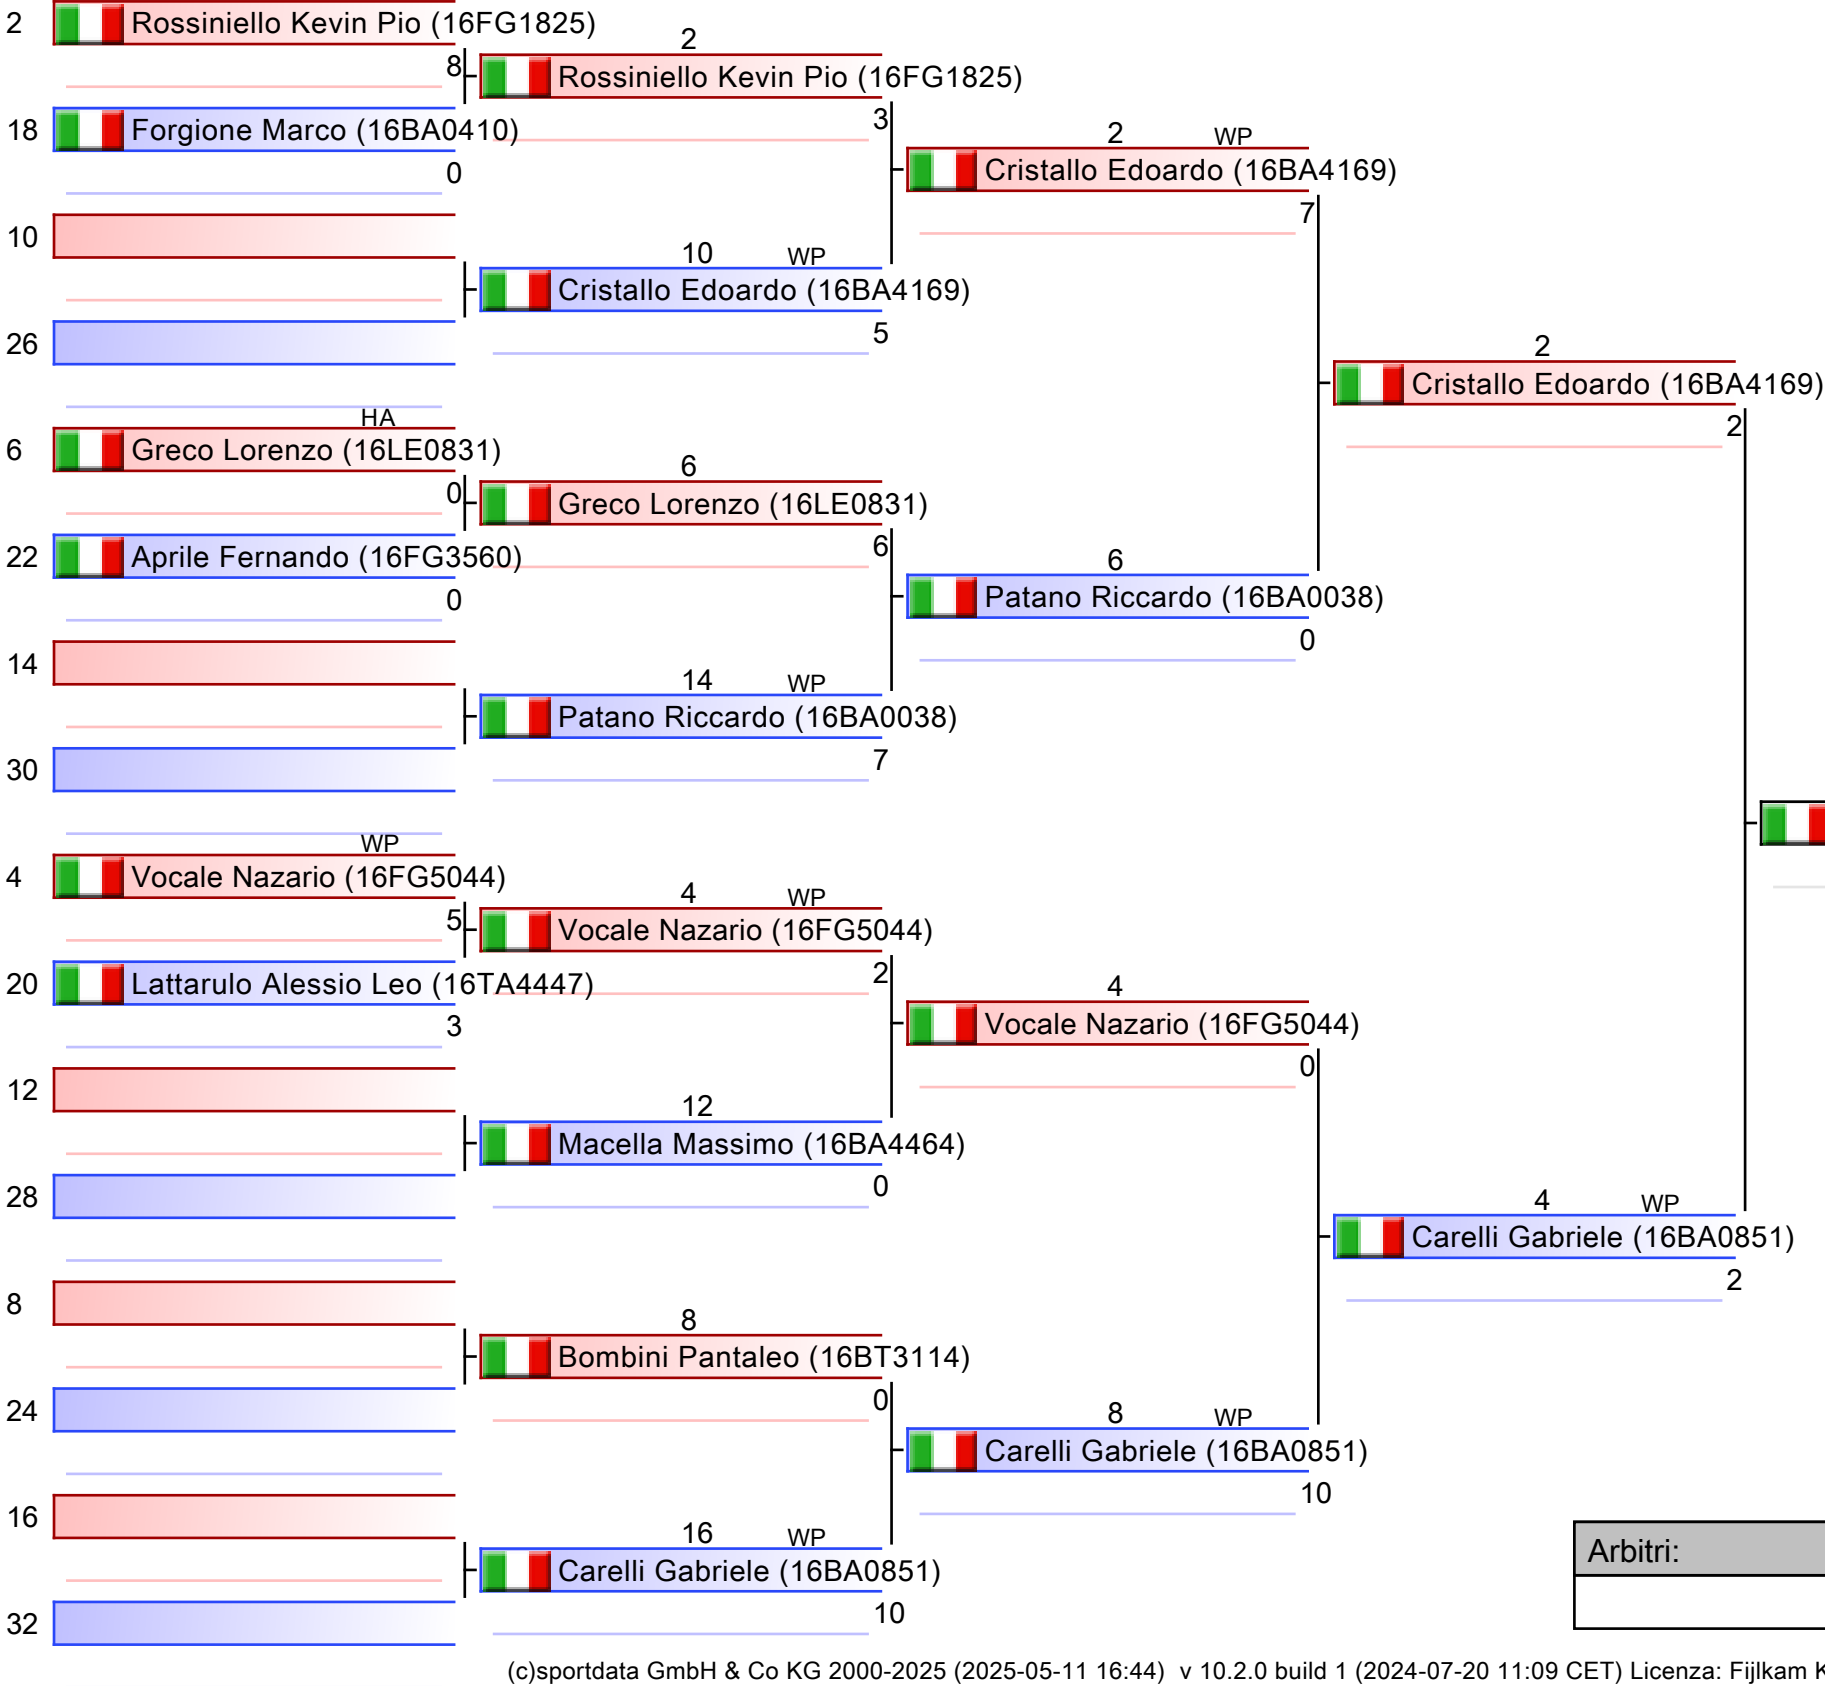 2 Rossiniello Kevin Pio (16FG1825)
8
2
Rossiniello Kevin Pio (16FG1825)
3
18 Forgione Marco (16BA0410)
0
2 WP
Cristallo Edoardo (16BA4169)
7
10
10 WP
Cristallo Edoardo (16BA4169)
5
26
2
Cristallo Edoardo (16BA4169)
2
HA
6 Greco Lorenzo (16LE0831)
0
6
Greco Lorenzo (16LE0831)
6
22 Aprile Fernando (16FG3560)
0
6
Patano Riccardo (16BA0038)
0
14
14 WP
Patano Riccardo (16BA0038)
7
30
WP
4 Vocale Nazario (16FG5044)
5
4 WP
Vocale Nazario (16FG5044)
2
20 Lattarulo Alessio Leo (16TA4447)
3
4
Vocale Nazario (16FG5044)
0
12
12
Macella Massimo (16BA4464)
0
28
4 WP
Carelli Gabriele (16BA0851)
2
8
8
Bombini Pantaleo (16BT3114)
0
24
8 WP
Carelli Gabriele (16BA0851)
10
16
16 WP
Carelli Gabriele (16BA0851)
10
32
Arbitri:
(c)sportdata GmbH & Co KG 2000-2025 (2025-05-11 16:44) v 10.2.0 build 1 (2024-07-20 11:09 CET) Licenza: Fijlkam K